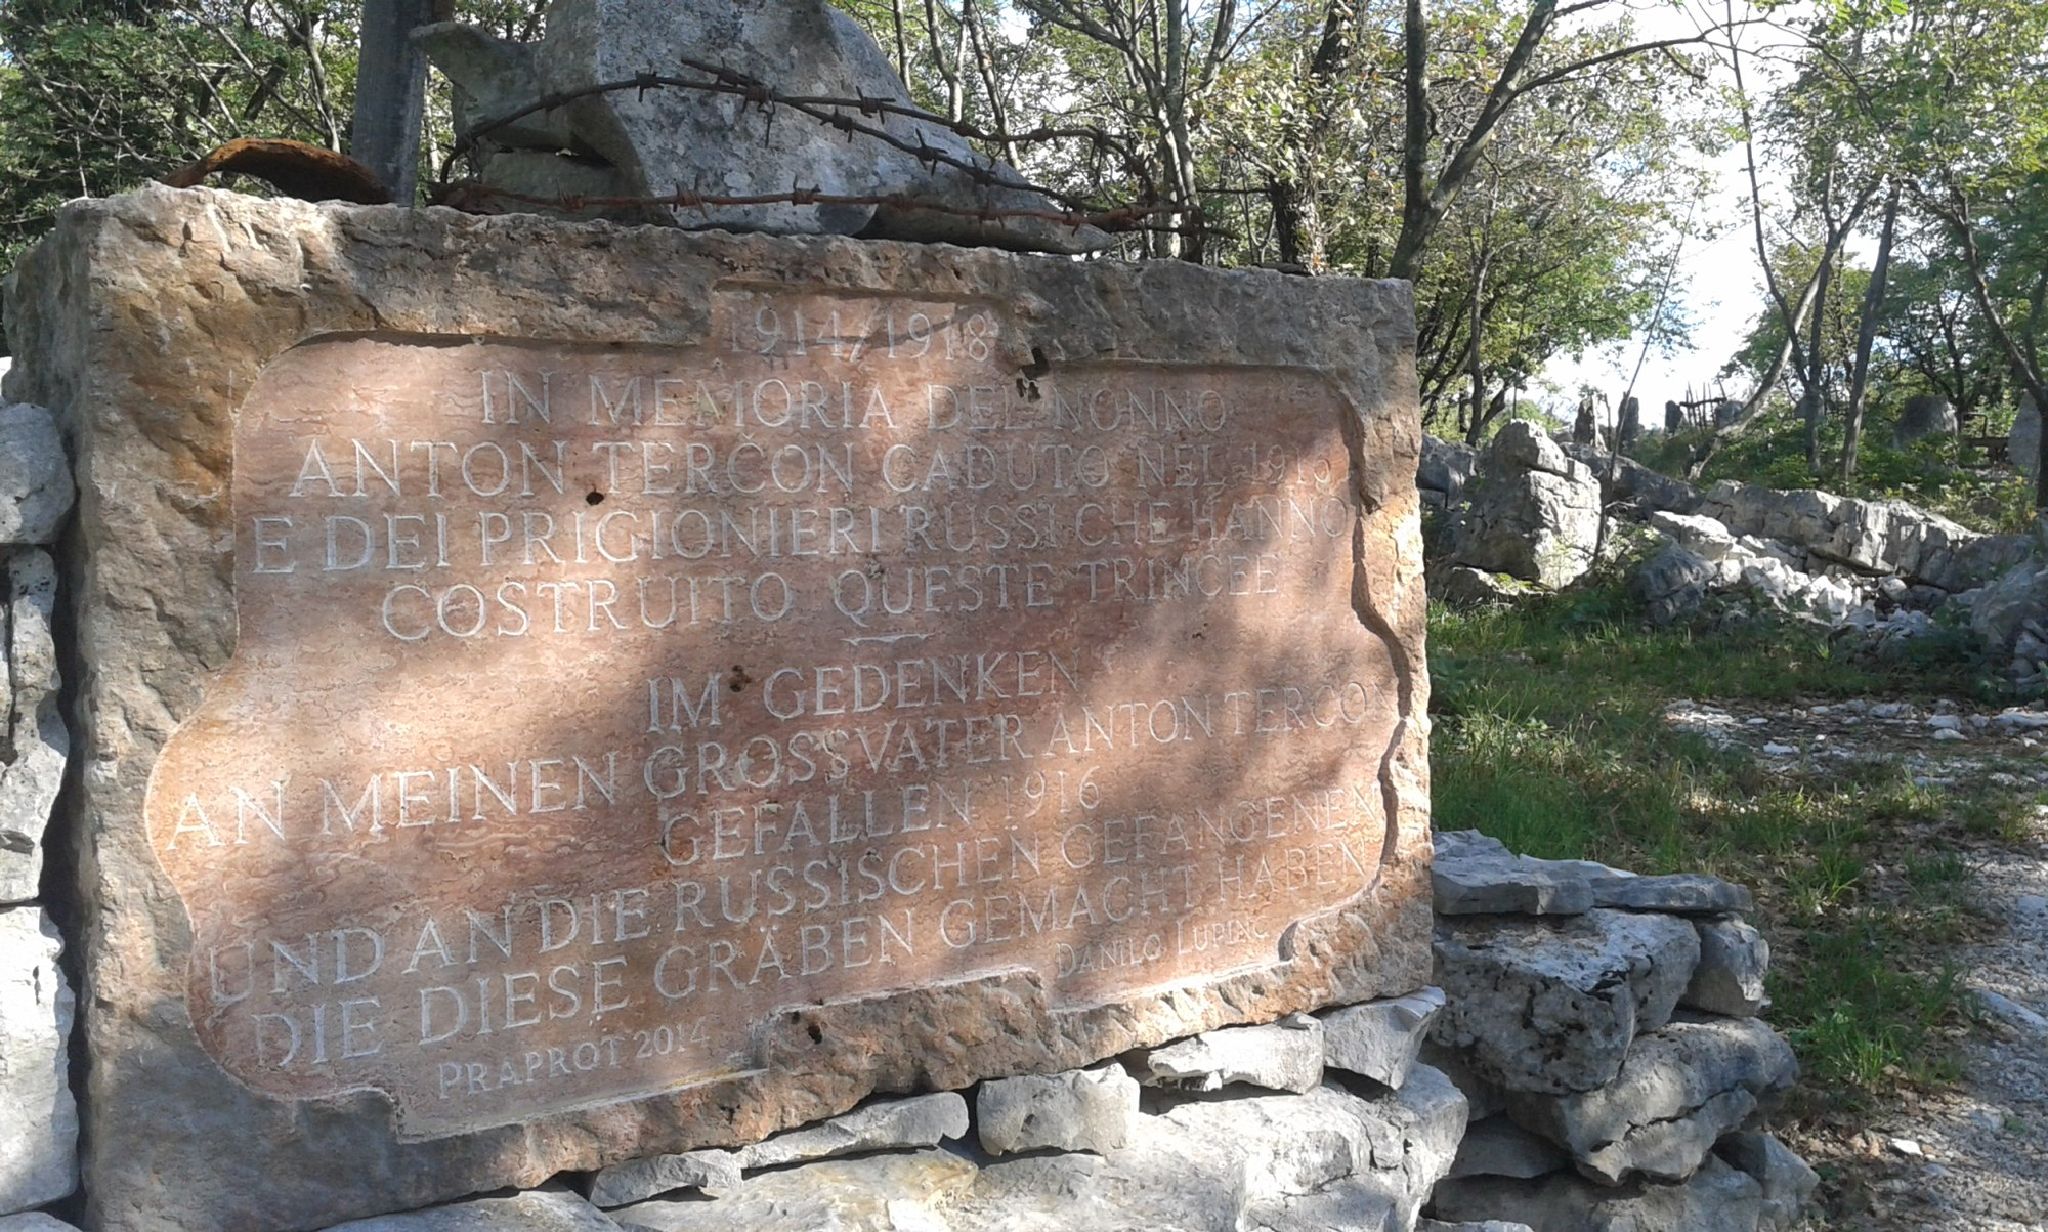 1914/1918
IN MEMORIA DEL NONNO
ANTON TERCON CADUTO NEL 1916
E DEI PRIGIONIERI RUSSI CHE HANNO
COSTRUITO QUESTE TRINCEE
IM GEDENKEN
AN MEINEN GROSSVATER ANTON TERCON
GEFALLEN 1916
UND AN DIE RUSSISCHEN GEFANGENEN
DIE DIESE GRÄBEN GEMACHT HABEN
DANILO LUPINC
PRAPROT 2014